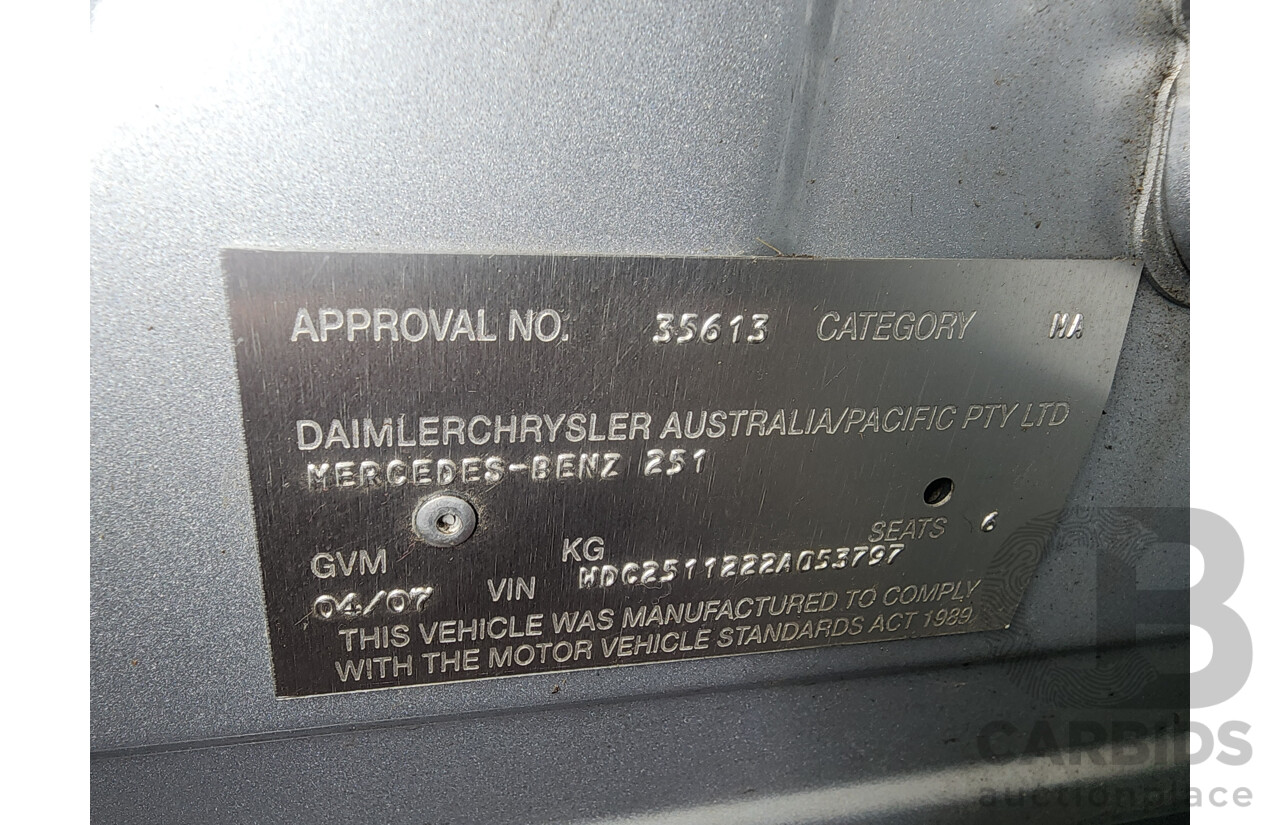 APPROVAL NO. 35613 CATEGORY MA
DAIMLERCHRYSLER AUSTRALIA/PACIFIC PTY LTD
MERCEDES-BENZ 251
GVM KG SEATS 6
04/07 VIN WDC2511222A053797
THIS VEHICLE WAS MANUFACTURED TO COMPLY
WITH THE MOTOR VEHICLE STANDARDS ACT 1989
B
CARBIDS
auctionplace